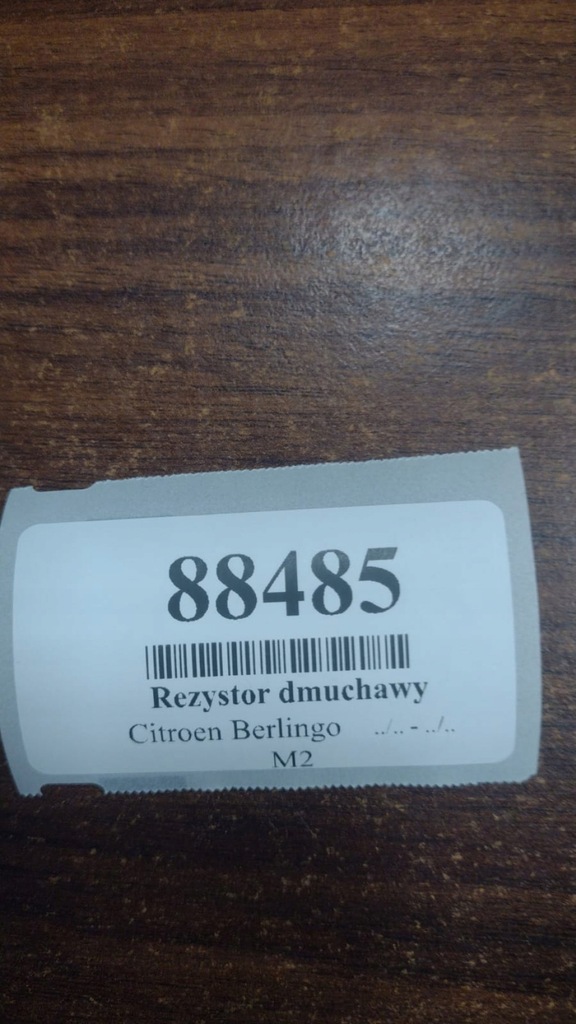 88485
Rezystor dmuchawy
Citroen Berlingo ../.. - ../..
M2